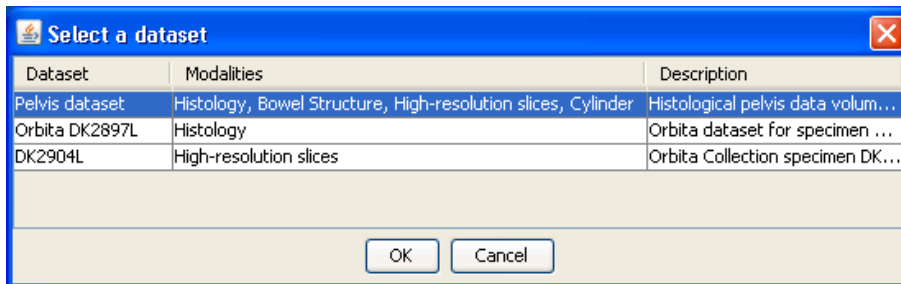 Select a dataset
Dataset Modalities Description
Pelvis dataset Histology, Bowel Structure, High-resolution slices, Cylinder Histological pelvis data volum...
Orbita DK2897L Histology Orbita dataset for specimen ...
DK2904L High-resolution slices Orbita Collection specimen DK...
OK Cancel